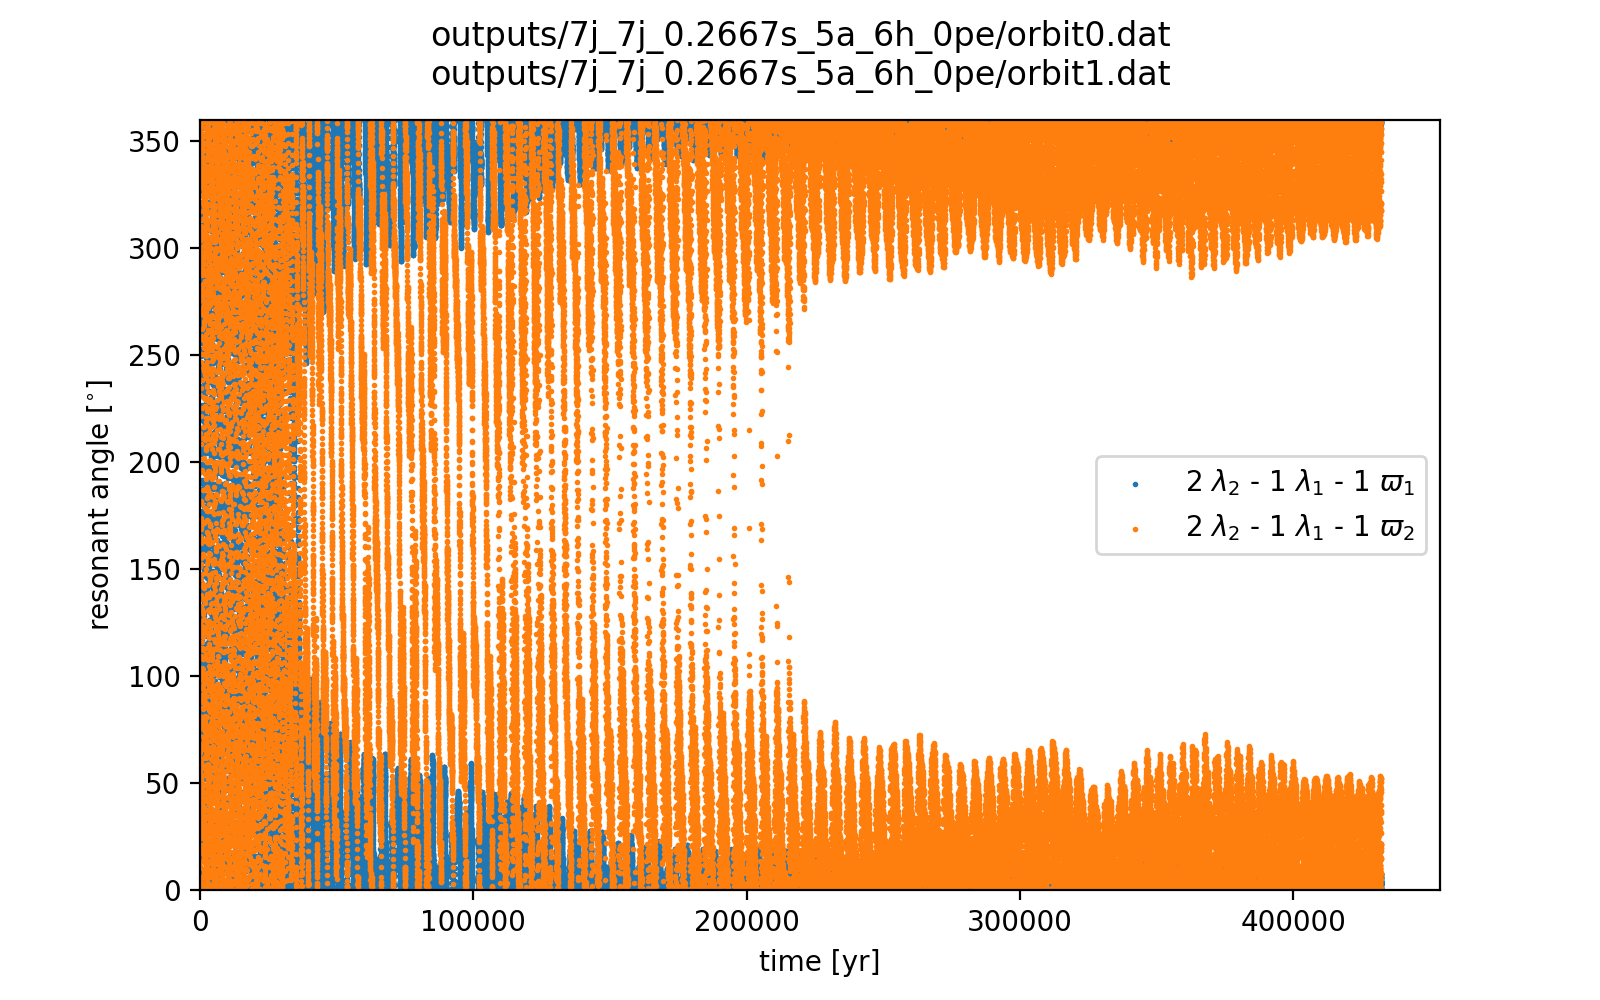 outputs/7j_7j_0.2667s_5a_6h_0pe/orbit0.dat
outputs/7j_7j_0.2667s_5a_6h_0pe/orbit1.dat
350
300
250
200
150
100
50
0
resonant angle [°]
2 λ₂ - 1 λ₁ - 1 ϖ₁
2 λ₂ - 1 λ₁ - 1 ϖ₂
0 100000 200000 300000 400000
time [yr]